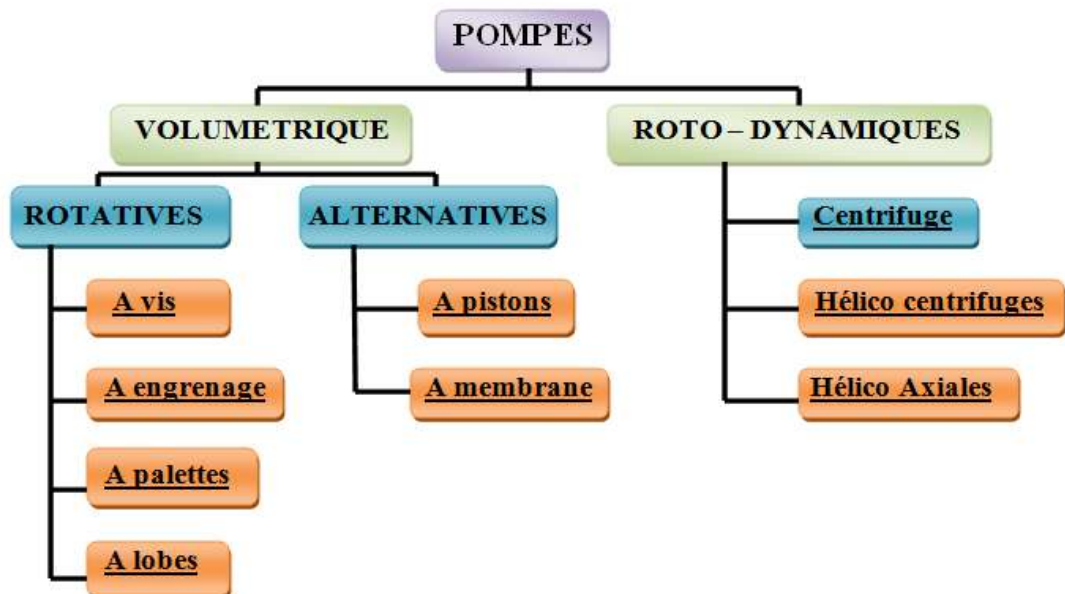 POMPES
VOLUMETRIQUE
ROTO – DYNAMIQUES
ROTATIVES
ALTERNATIVES
Centrifuge
A vis
A pistons
Hélico centrifuges
A engrenage
A membrane
Hélico Axiales
A palettes
A lobes